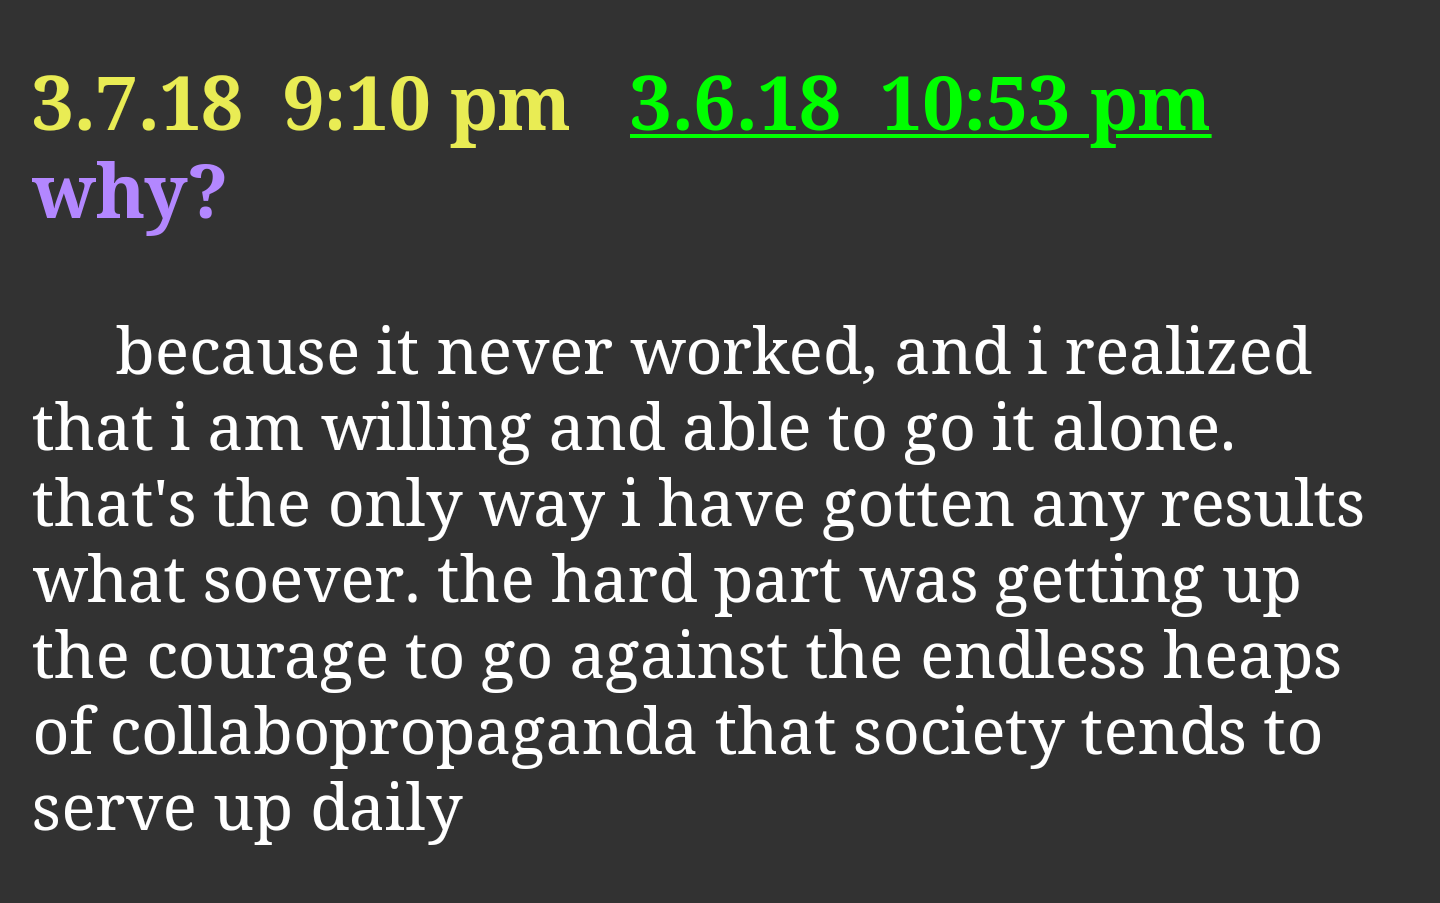 3.7.18  9:10 pm   3.6.18  10:53 pm
why?
because it never worked, and i realized
that i am willing and able to go it alone.
that's the only way i have gotten any results
what soever. the hard part was getting up
the courage to go against the endless heaps
of collabopropaganda that society tends to
serve up daily